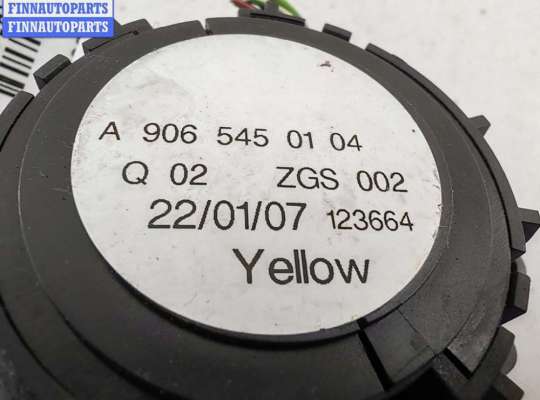 FINNAUTOPARTS
FINNAUTOPARTS
A 906 545 01 04
Q 02 ZGS 002
22/01/07 123664
Yellow